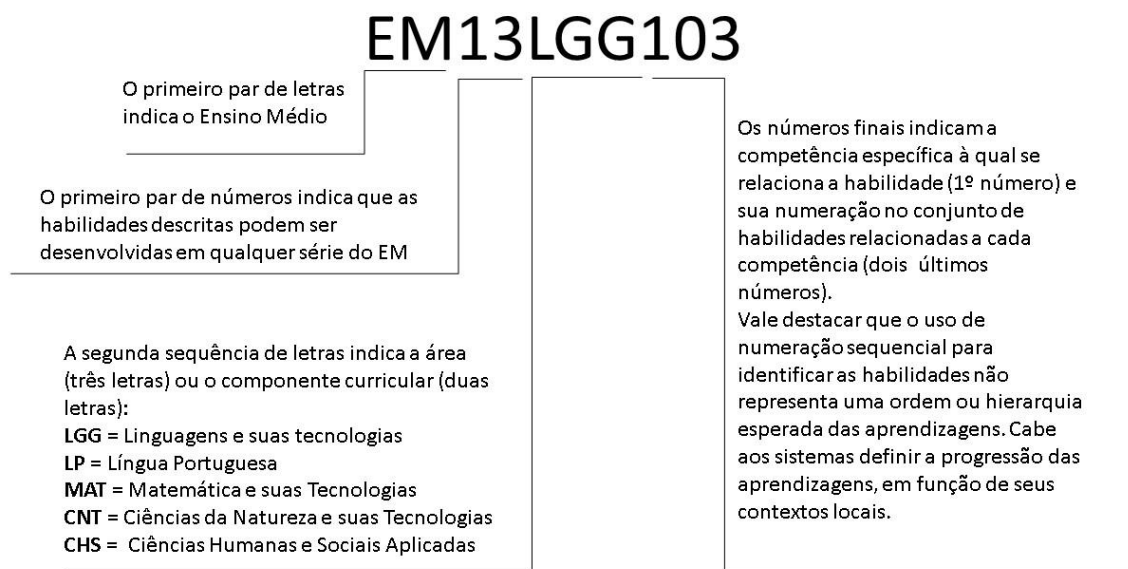 EM13LGG103
O primeiro par de letras
indica o Ensino Médio
O primeiro par de números indica que as
habilidades descritas podem ser
desenvolvidas em qualquer série do EM
A segunda sequência de letras indica a área
(três letras) ou o componente curricular (duas
letras):
LGG = Linguagens e suas tecnologias
LP = Língua Portuguesa
MAT = Matemática e suas Tecnologias
CNT = Ciências da Natureza e suas Tecnologias
CHS = Ciências Humanas e Sociais Aplicadas
Os números finais indicam a
competência específica à qual se
relaciona a habilidade (1º número) e
sua numeração no conjunto de
habilidades relacionadas a cada
competência (dois últimos
números).
Vale destacar que o uso de
numeração sequencial para
identificar as habilidades não
representa uma ordem ou hierarquia
esperada das aprendizagens. Cabe
aos sistemas definir a progressão das
aprendizagens, em função de seus
contextos locais.